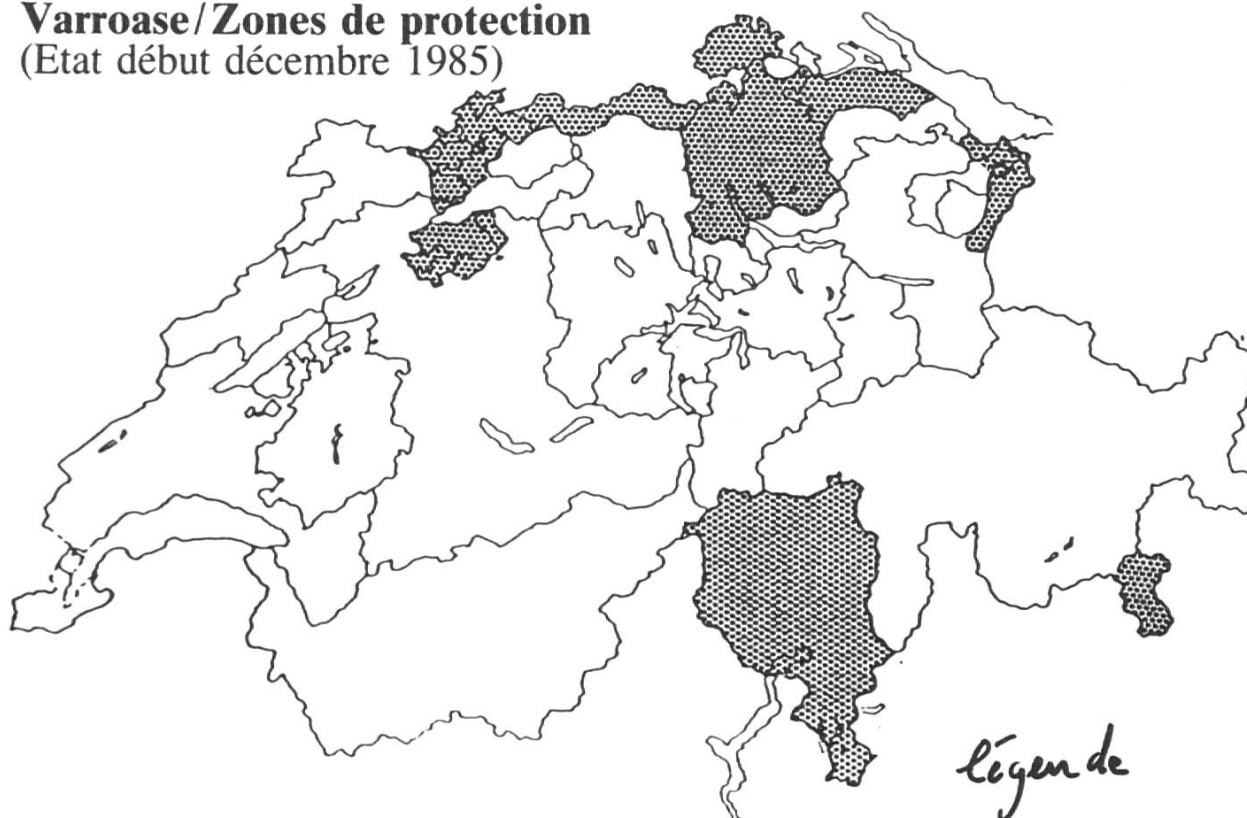 Varroase/Zones de protection
(Etat début décembre 1985)
légende